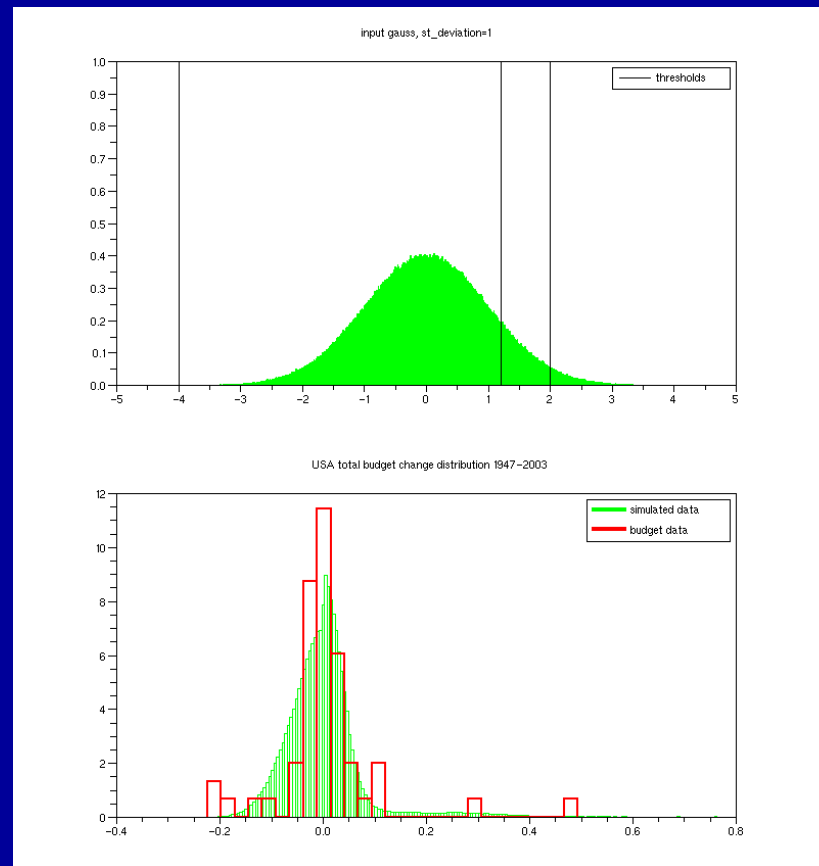 input gauss, st_deviation=1
1.0
thresholds
0.9
0.8
0.7
0.6
0.5
0.4
0.3
0.2
0.1
0.0
-5 -4 -3 -2 -1 0 1 2 3 4 5
USA total budget change distribution 1947-2003
12
simulated data
budget data
10
8
6
4
2
0
-0.4 -0.2 0.0 0.2 0.4 0.6 0.8